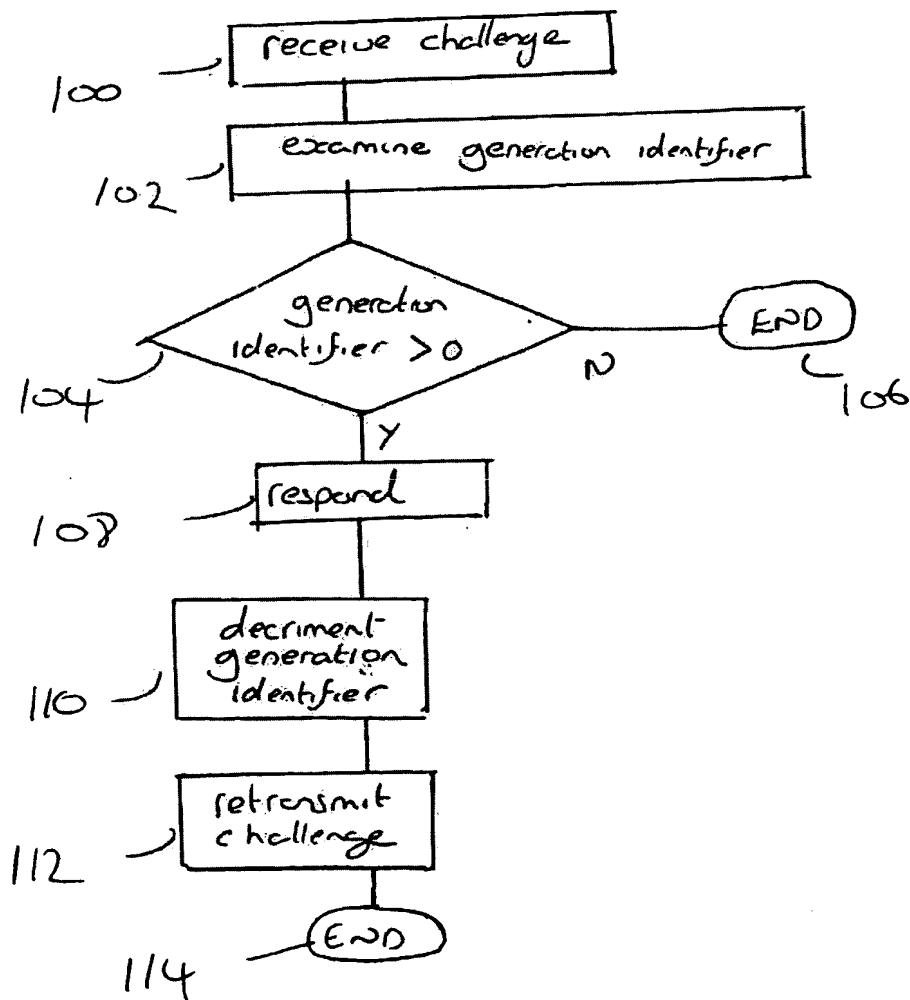 receive challenge
100
examine generation identifier
102
generation
identifier >0
END
N
104
106
Y
respond
108
decriment
generation
identifier
110
retransmit
challenge
112
END
114